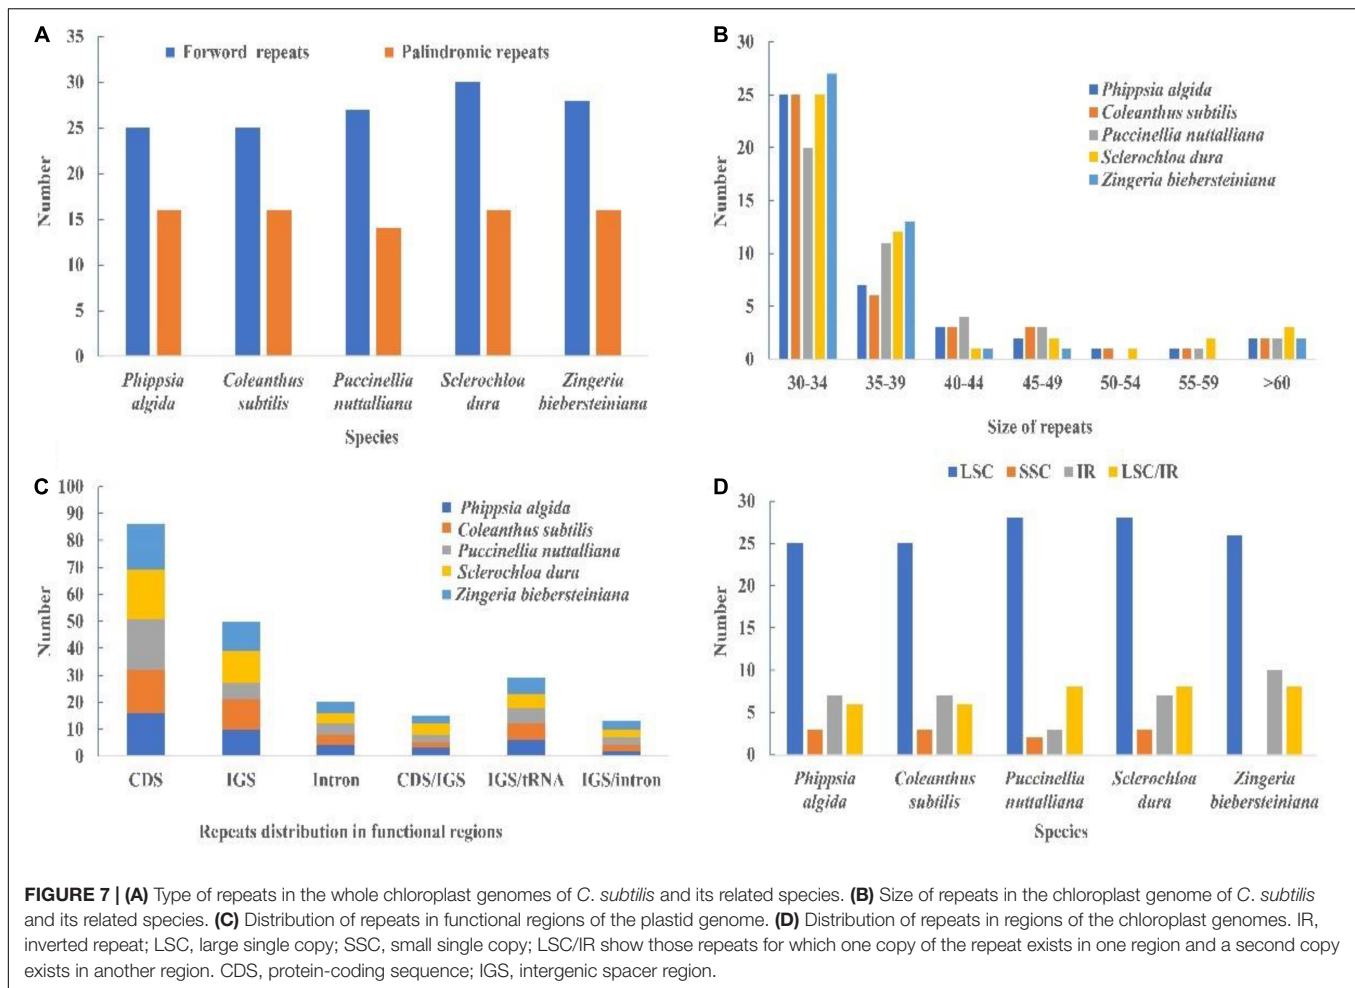 A
35
30
25
20
15
10
5
0
Number
Forword repeats
Palindromic repeats
Phippsia algida
Coleanthus subtilis
Puccinellia nuttalliana
Sclerochloa dura
Zingeria biebersteiniana
Species
B
30
25
20
15
10
5
0
Number
Phippsia algida
Coleanthus subtilis
Puccinellia nuttalliana
Sclerochloa dura
Zingeria biebersteiniana
30-34 35-39 40-44 45-49 50-54 55-59 >60
Size of repeats
C
100
90
80
70
60
50
40
30
20
10
0
Number
Phippsia algida
Coleanthus subtilis
Puccinellia nuttalliana
Sclerochloa dura
Zingeria biebersteiniana
CDS IGS Intron CDS/IGS IGS/tRNA IGS/intron
Repeats distribution in functional regions
D
LSC SSC IR LSC/IR
30
25
20
15
10
5
0
Number
Phippsia algida
Coleanthus subtilis
Puccinellia nuttalliana
Sclerochloa dura
Zingeria biebersteiniana
Species
FIGURE 7 | (A) Type of repeats in the whole chloroplast genomes of C. subtilis and its related species. (B) Size of repeats in the chloroplast genome of C. subtilis
and its related species. (C) Distribution of repeats in functional regions of the plastid genome. (D) Distribution of repeats in regions of the chloroplast genomes. IR,
inverted repeat; LSC, large single copy; SSC, small single copy; LSC/IR show those repeats for which one copy of the repeat exists in one region and a second copy
exists in another region. CDS, protein-coding sequence; IGS, intergenic spacer region.